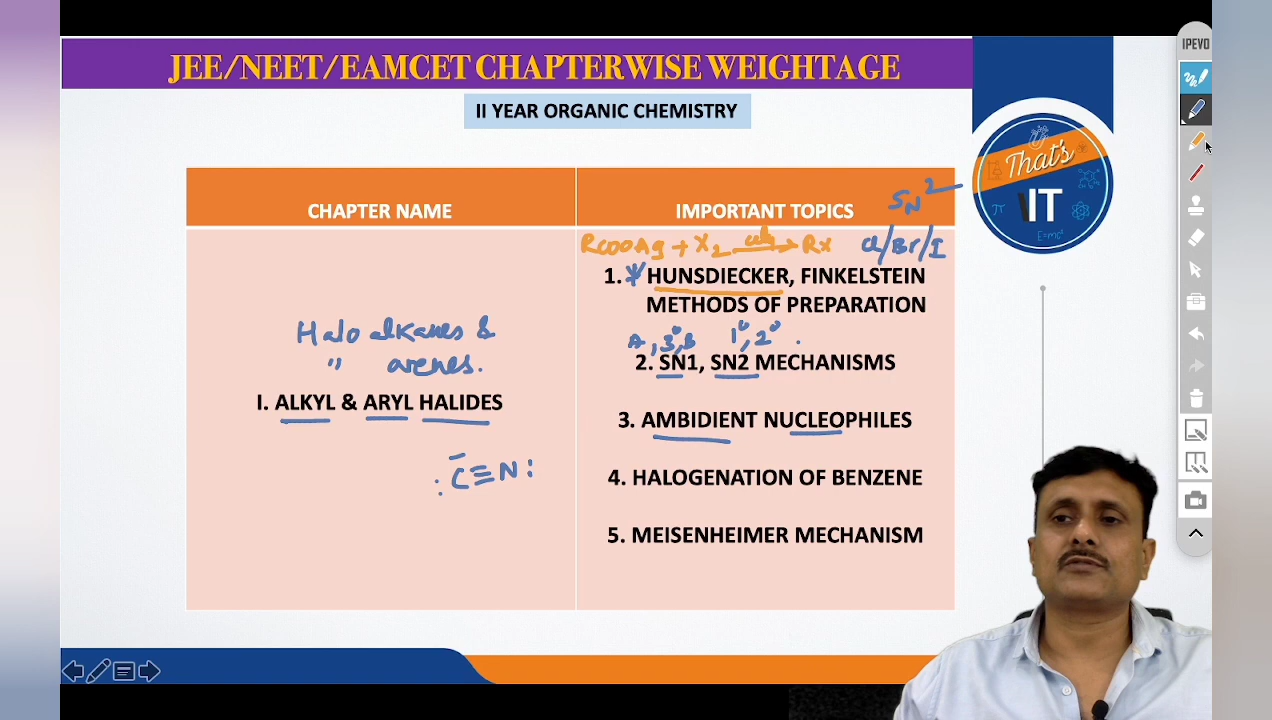 IPEVO
JEE/NEET/EAMCET CHAPTERWISE WEIGHTAGE
II YEAR ORGANIC CHEMISTRY
That's
IT
E=mc²
π
CHAPTER NAME
IMPORTANT TOPICS
SN2
RCOOAg + X2 → RX
Cl/Br/I
1. HUNSDIECKER, FINKELSTEIN
METHODS OF PREPARATION
A, 3°, B 1°, 2°
2. SN1, SN2 MECHANISMS
Halo alkanes &
" arenes.
I. ALKYL & ARYL HALIDES
3. AMBIDIENT NUCLEOPHILES
:C̄≡N:
4. HALOGENATION OF BENZENE
5. MEISENHEIMER MECHANISM